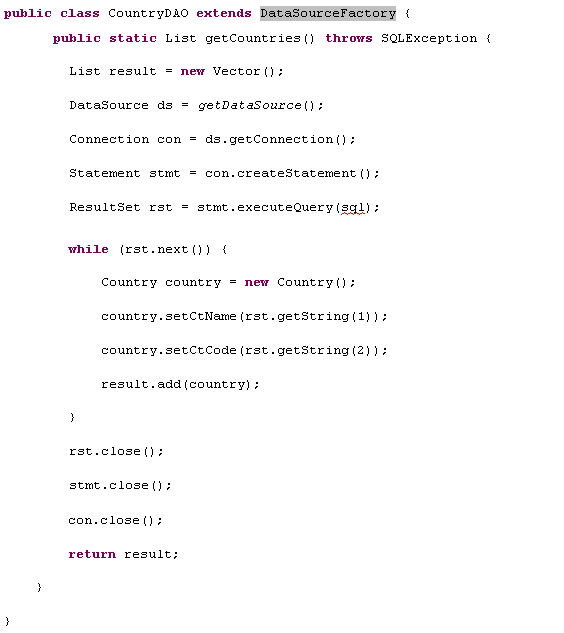 public class CountryDAO extends DataSourceFactory {
public static List getCountries() throws SQLException {
List result = new Vector();
DataSource ds = getDataSource();
Connection con = ds.getConnection();
Statement stmt = con.createStatement();
ResultSet rst = stmt.executeQuery(sql);
while (rst.next()) {
Country country = new Country();
country.setCtName(rst.getString(1));
country.setCtCode(rst.getString(2));
result.add(country);
}
rst.close();
stmt.close();
con.close();
return result;
}
}